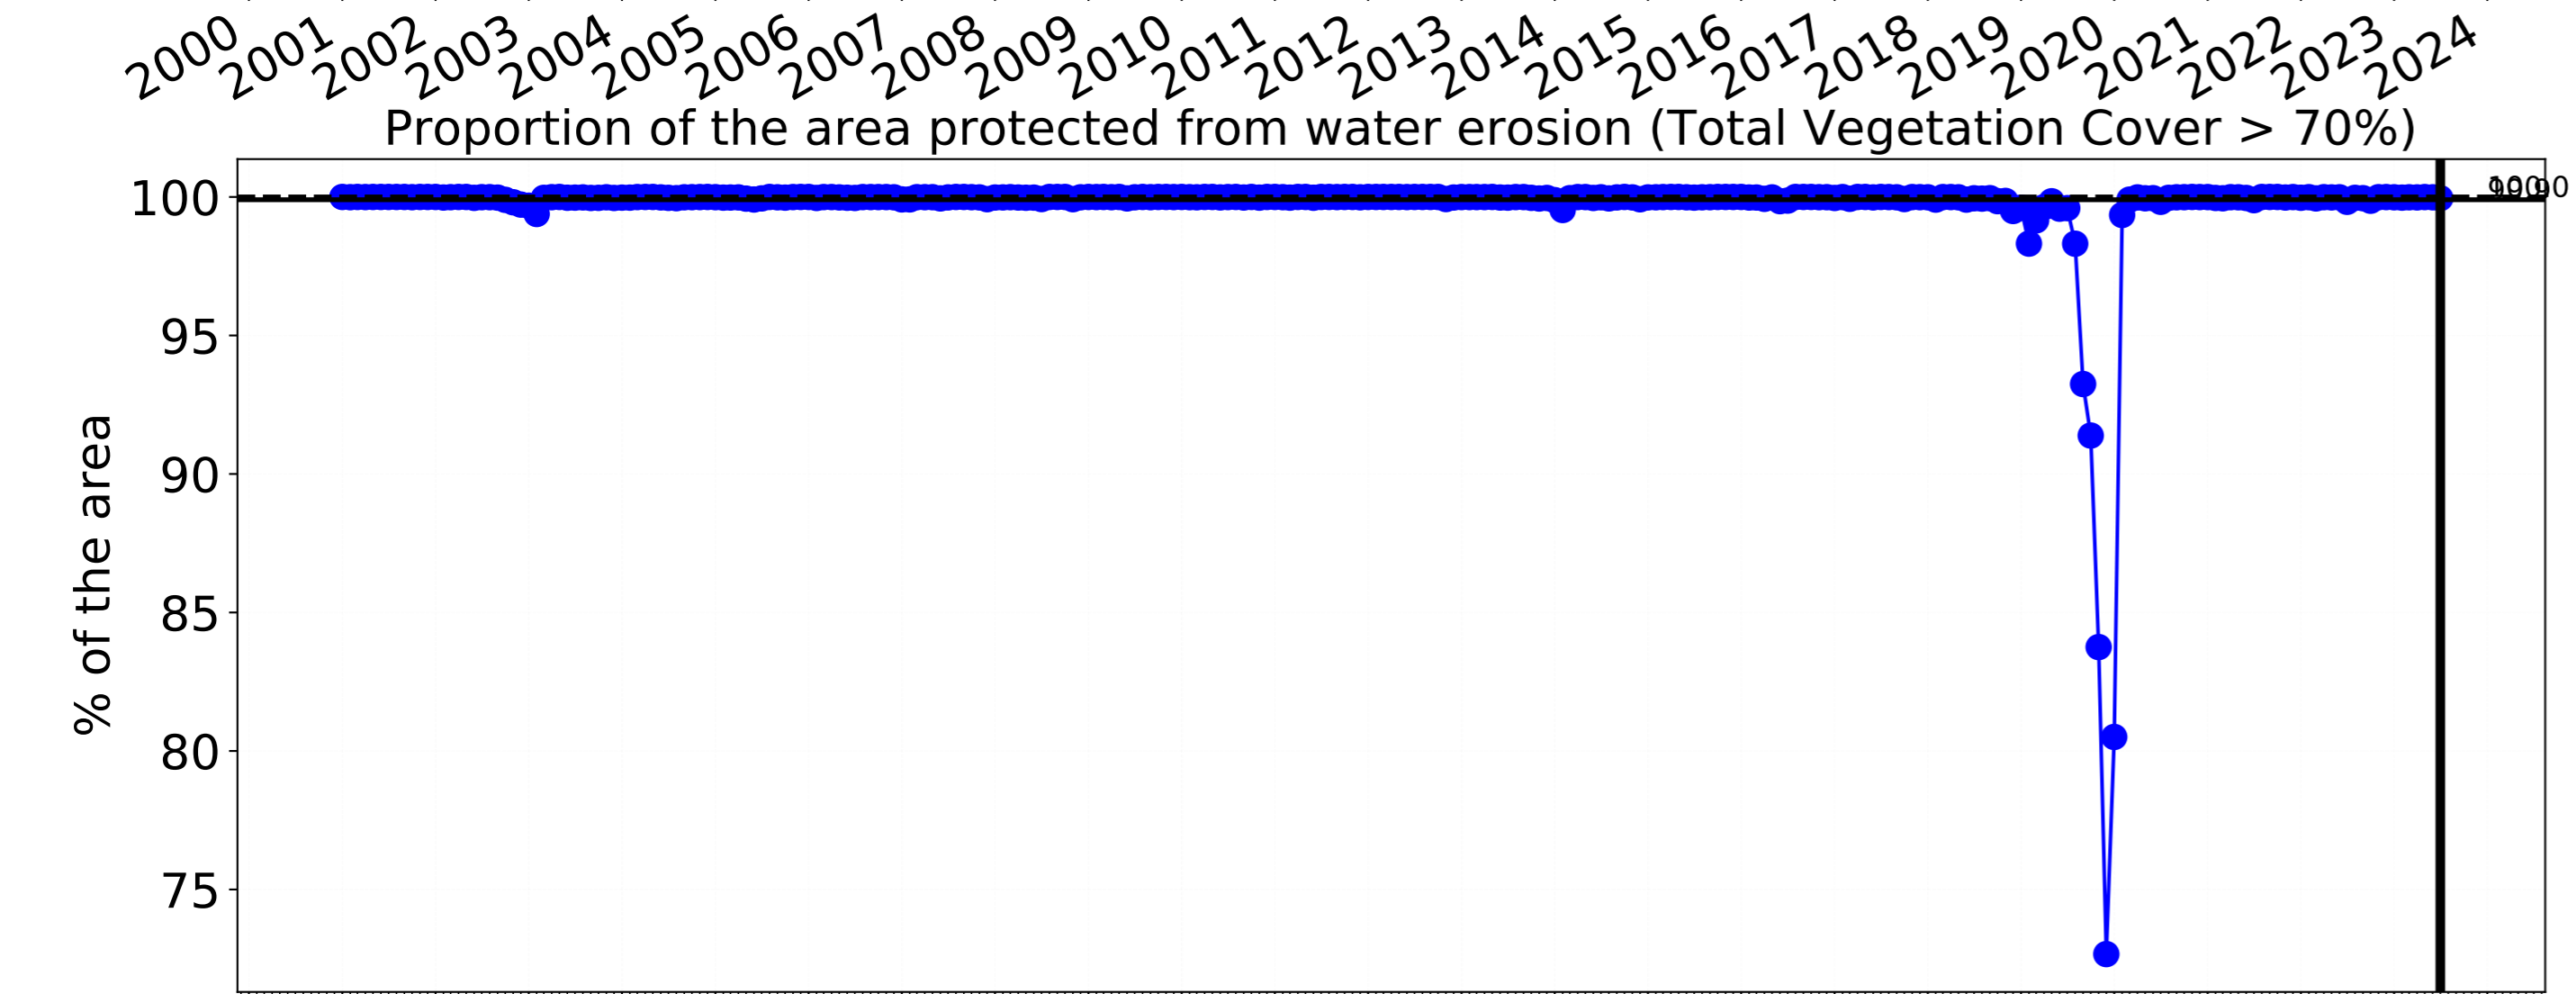 2000 2001 2002 2003 2004 2005 2006 2007 2008 2009 2010 2011 2012 2013 2014 2015 2016 2017 2018 2019 2020 2021 2022 2023 2024
Proportion of the area protected from water erosion (Total Vegetation Cover > 70%)
100
95
90
85
80
75
% of the area